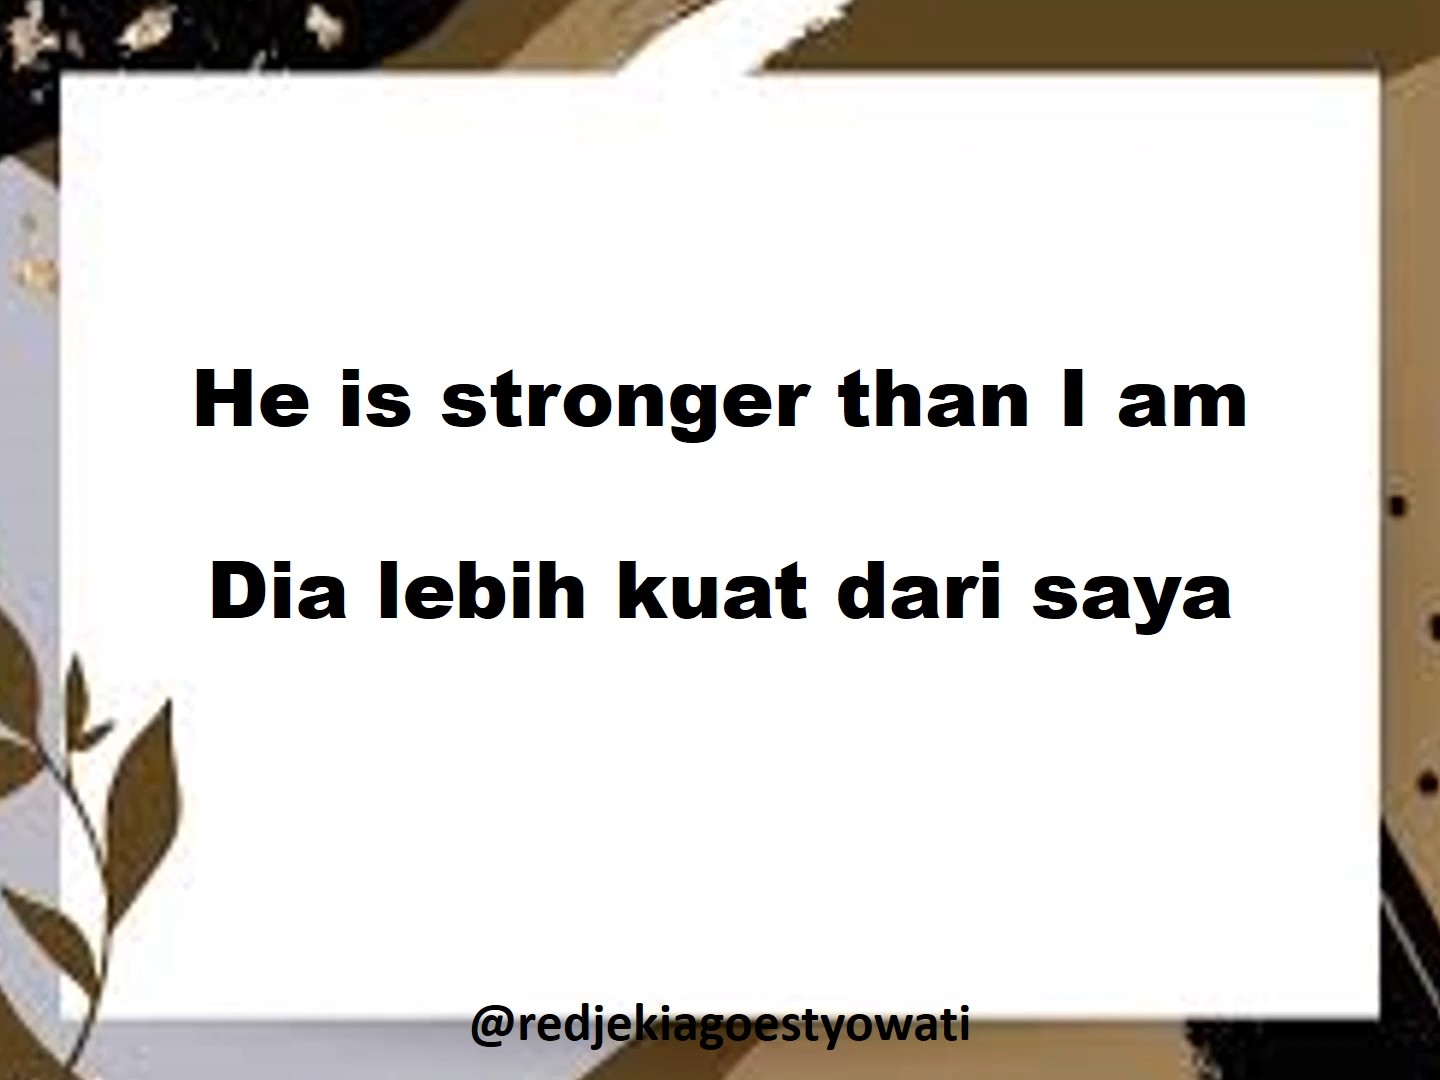 He is stronger than I am
Dia lebih kuat dari saya
@redjekiagoestyowati